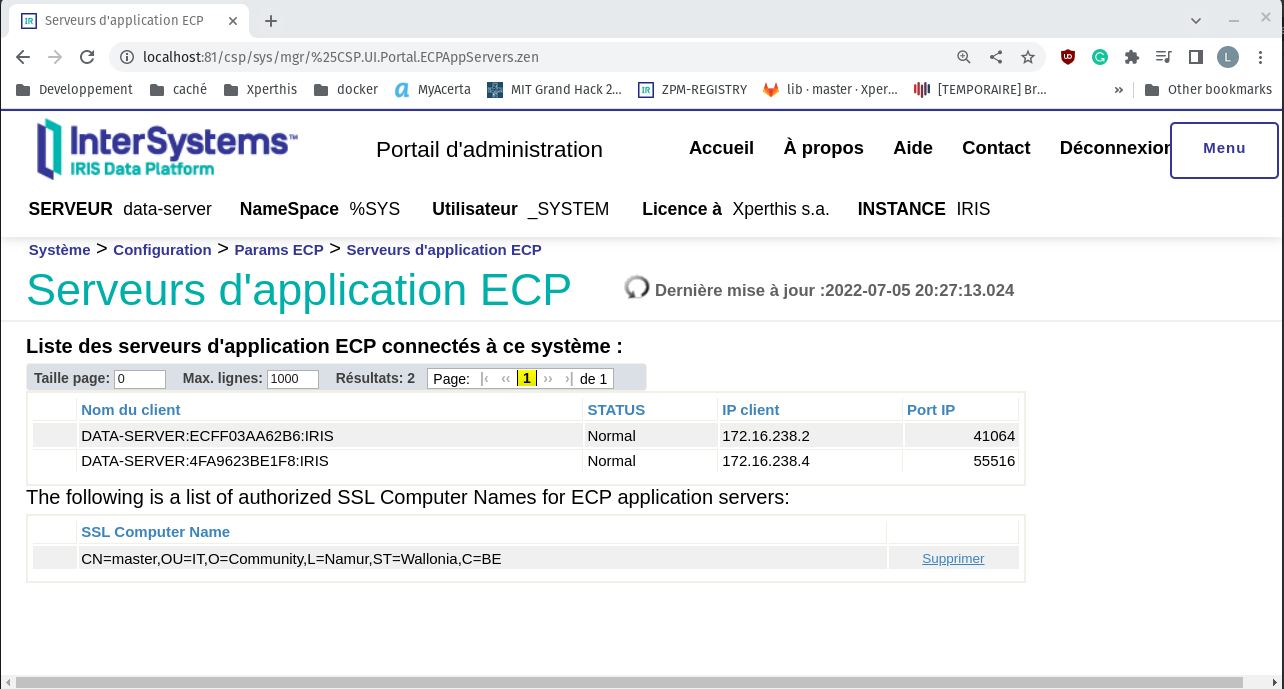 IR Serveurs d'application ECP
localhost:81/csp/sys/mgr/%25CSP.UI.Portal.ECPAppServers.zen L
Developpement caché Xperthis docker MyAcerta MIT Grand Hack 2... IR ZPM-REGISTRY lib · master · Xper... [TEMPORAIRE] Br... » Other bookmarks
InterSystems™
IRIS Data Platform
Portail d'administration
Accueil À propos Aide Contact Déconnexion Menu
SERVEUR data-server NameSpace %SYS Utilisateur _SYSTEM Licence à Xperthis s.a. INSTANCE IRIS
Système > Configuration > Params ECP > Serveurs d'application ECP
Serveurs d'application ECP Dernière mise à jour :2022-07-05 20:27:13.024
Liste des serveurs d'application ECP connectés à ce système :
Taille page: 0 Max. lignes: 1000 Résultats: 2 Page: |‹ ‹‹ 1 ›› ›| de 1
Nom du client STATUS IP client Port IP
DATA-SERVER:ECFF03AA62B6:IRIS Normal 172.16.238.2 41064
DATA-SERVER:4FA9623BE1F8:IRIS Normal 172.16.238.4 55516
The following is a list of authorized SSL Computer Names for ECP application servers:
SSL Computer Name
CN=master,OU=IT,O=Community,L=Namur,ST=Wallonia,C=BE Supprimer